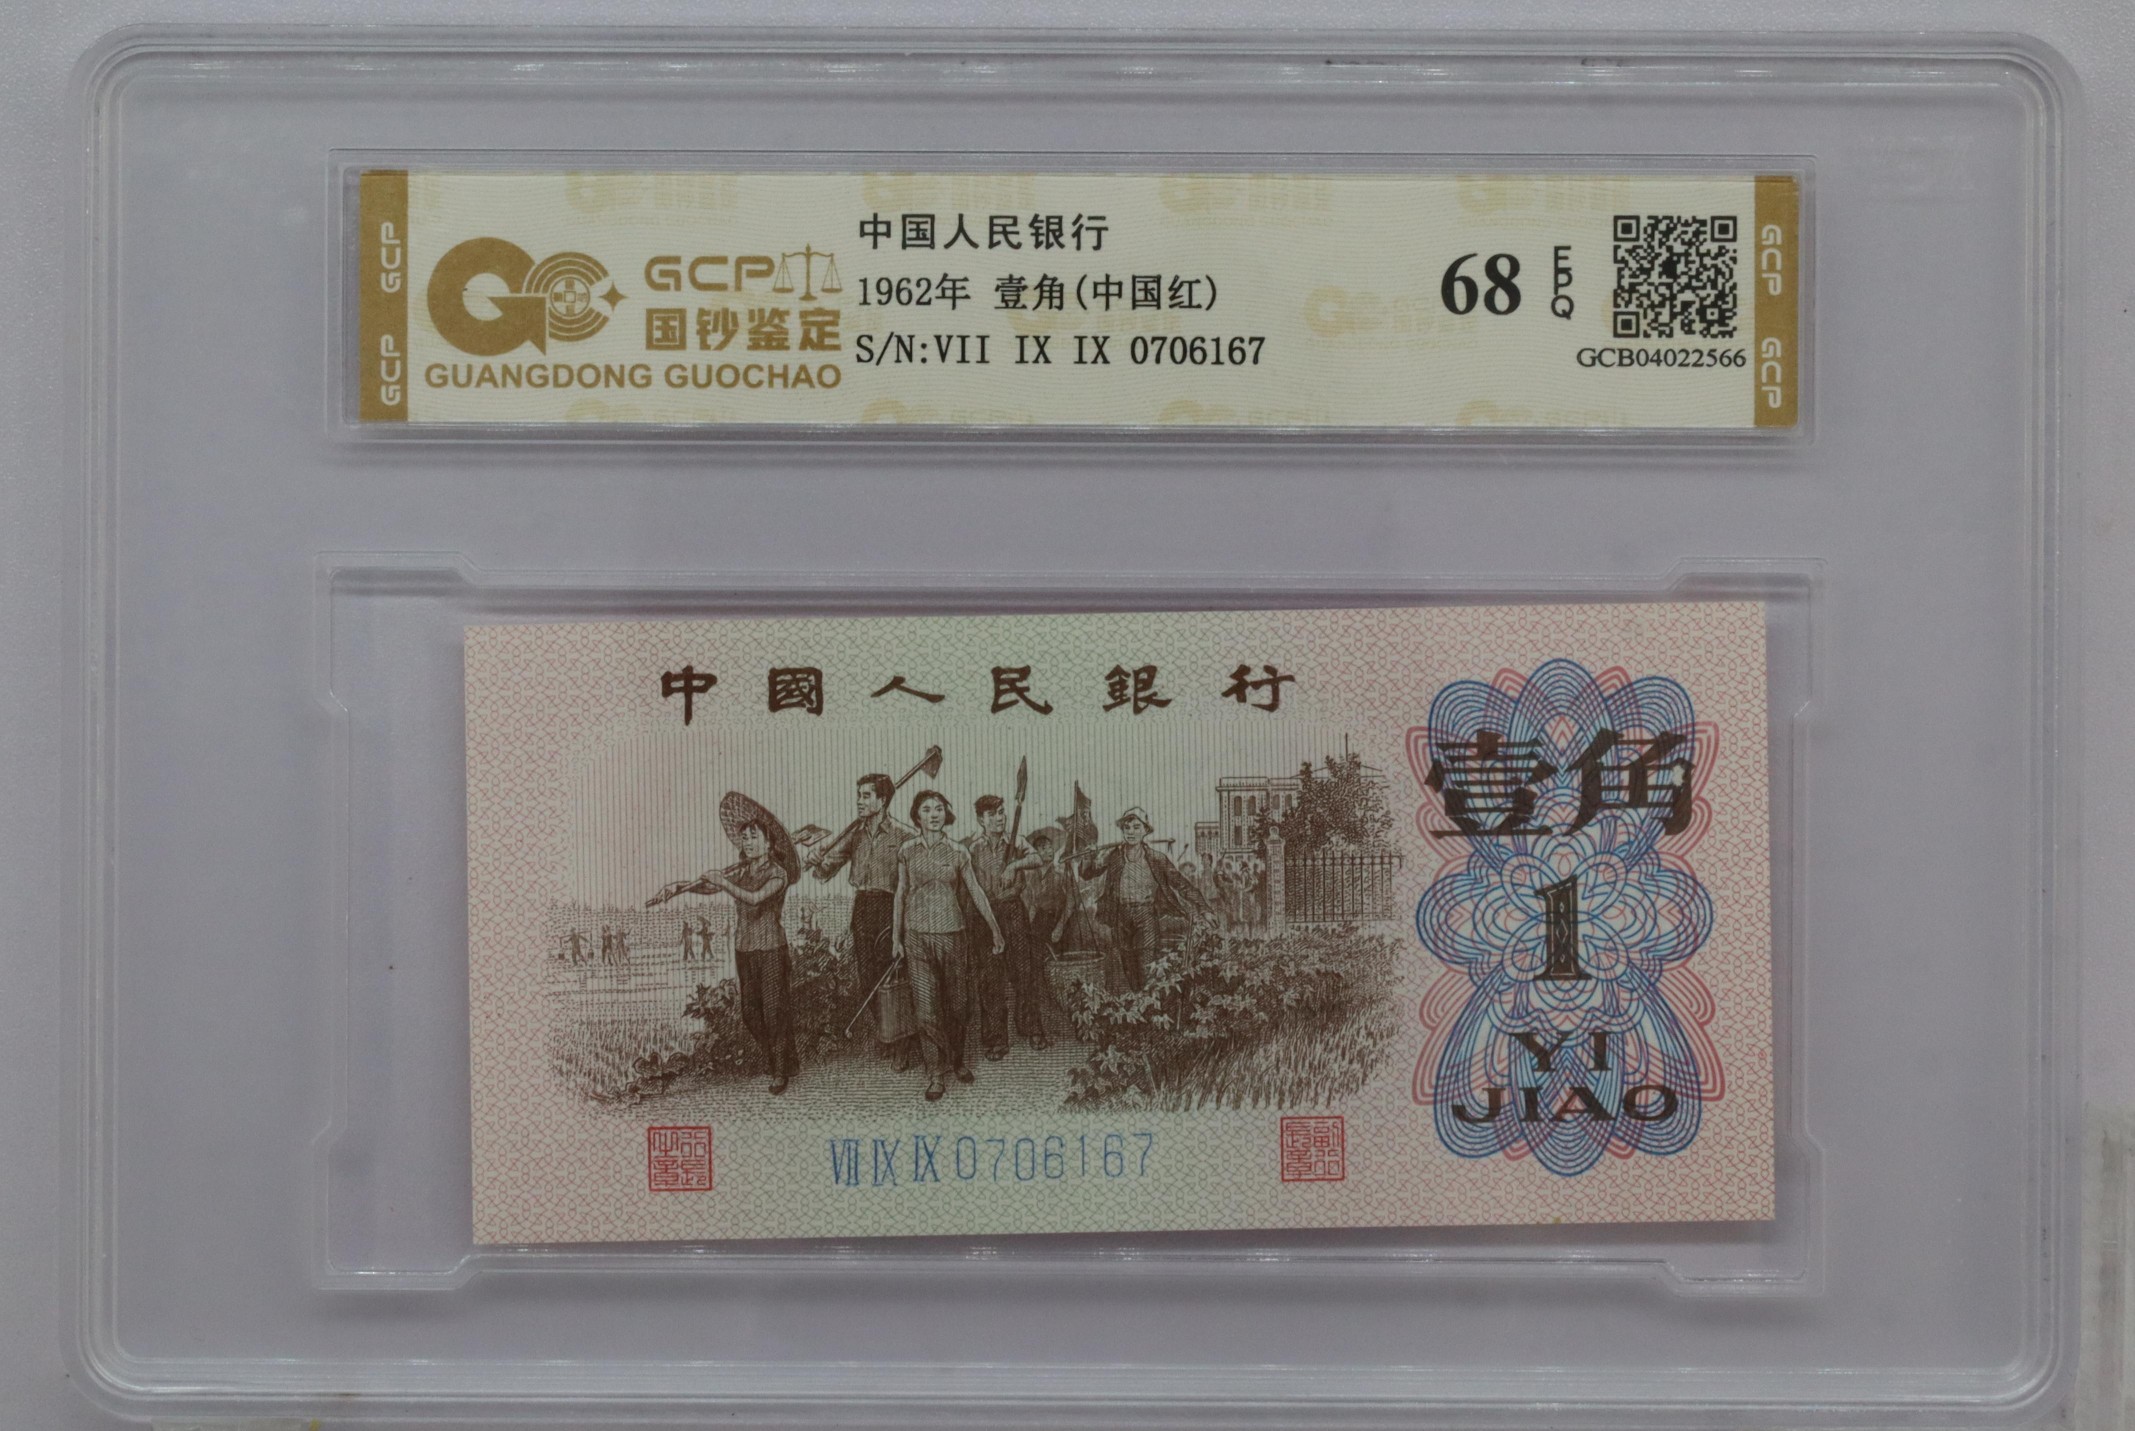 GCP
GCP
GCP
国钞鉴定
GUANGDONG GUOCHAO
中国人民银行
1962年 壹角(中国红)
S/N:VII IX IX 0706167
68
EPQ
GCB04022566
GCP
GCP
中國人民銀行
壹角
1
YI
JIAO
VII IX IX 0706167